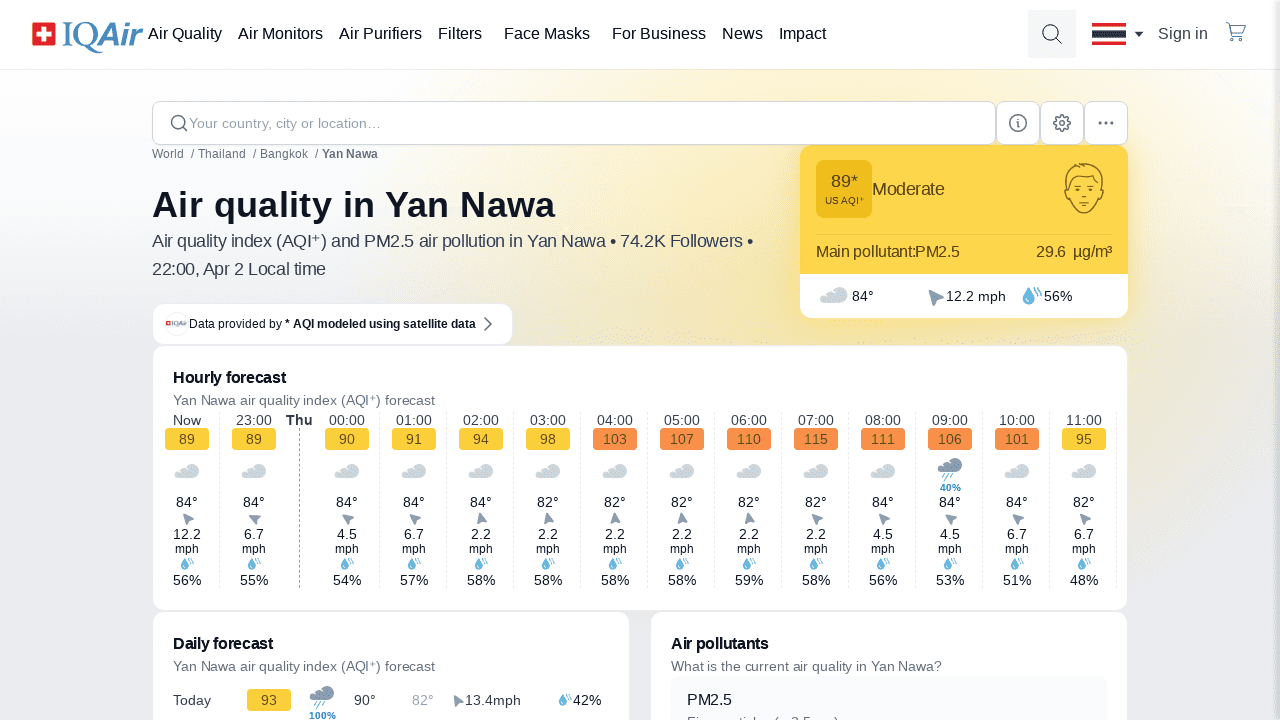 IQAir Air Quality Air Monitors Air Purifiers Filters Face Masks For Business News Impact Sign in
Your country, city or location…
World / Thailand / Bangkok / Yan Nawa
Air quality in Yan Nawa
Air quality index (AQI⁺) and PM2.5 air pollution in Yan Nawa • 74.2K Followers •
22:00, Apr 2 Local time
89*
US AQI⁺
Moderate
Main pollutant:PM2.5 29.6 µg/m³
84° 12.2 mph 56%
IQAir Data provided by * AQI modeled using satellite data
Hourly forecast
Yan Nawa air quality index (AQI⁺) forecast
Now 23:00 Thu 00:00 01:00 02:00 03:00 04:00 05:00 06:00 07:00 08:00 09:00 10:00 11:00
89 89 90 91 94 98 103 107 110 115 111 106 101 95
40%
84° 84° 84° 84° 84° 82° 82° 82° 82° 82° 84° 84° 84° 82°
12.2 6.7 4.5 6.7 2.2 2.2 2.2 2.2 2.2 2.2 4.5 4.5 6.7 6.7
mph mph mph mph mph mph mph mph mph mph mph mph mph mph
56% 55% 54% 57% 58% 58% 58% 58% 59% 58% 56% 53% 51% 48%
Daily forecast
Yan Nawa air quality index (AQI⁺) forecast
Today 93 100% 90° 82° 13.4mph 42%
Air pollutants
What is the current air quality in Yan Nawa?
PM2.5